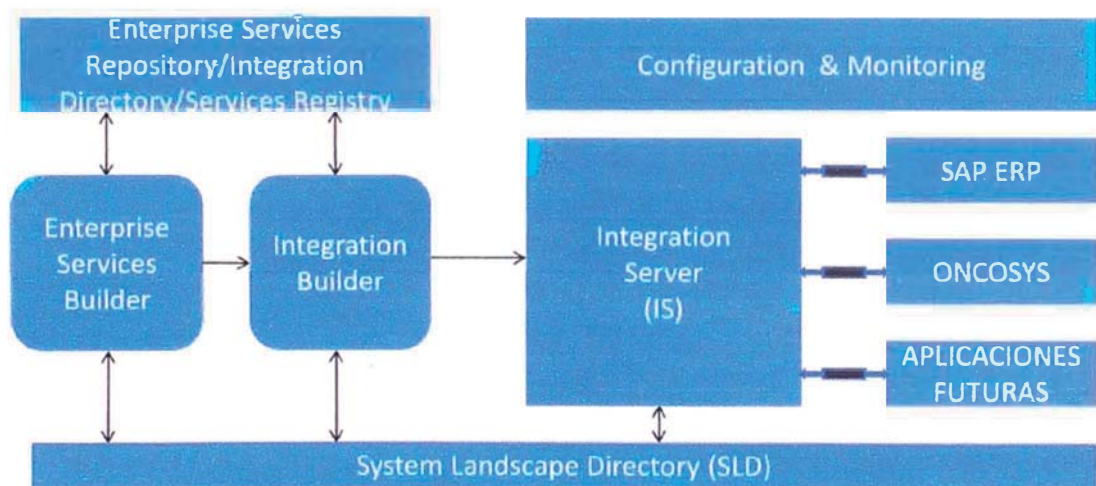 Enterprise Services
Repository/Integration
Directory/Services Registry
Configuration & Monitoring
Enterprise
Services
Builder
Integration
Builder
Integration
Server
(IS)
SAP ERP
ONCOSYS
APLICACIONES
FUTURAS
System Landscape Directory (SLD)